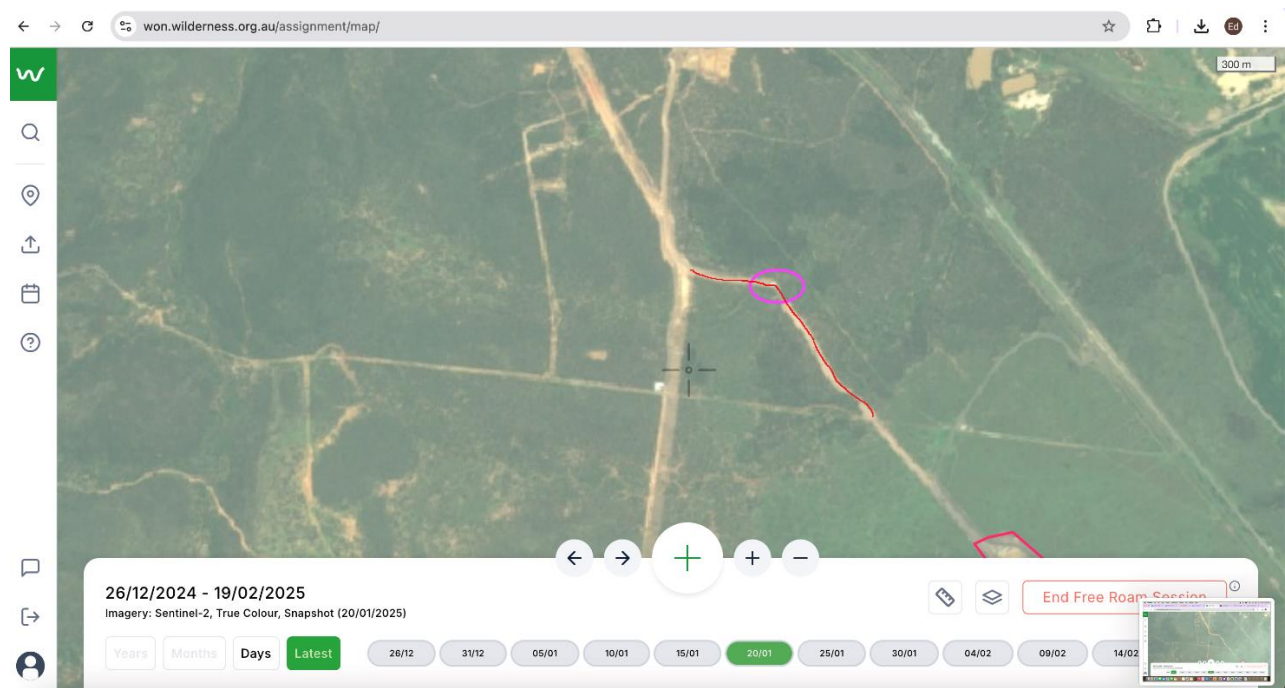 won.wilderness.org.au/assignment/map/
Ed
300 m
26/12/2024 - 19/02/2025
Imagery: Sentinel-2, True Colour, Snapshot (20/01/2025)
End Free Roam Session
Years Months Days Latest 26/12 31/12 05/01 10/01 15/01 20/01 25/01 30/01 04/02 09/02 14/02